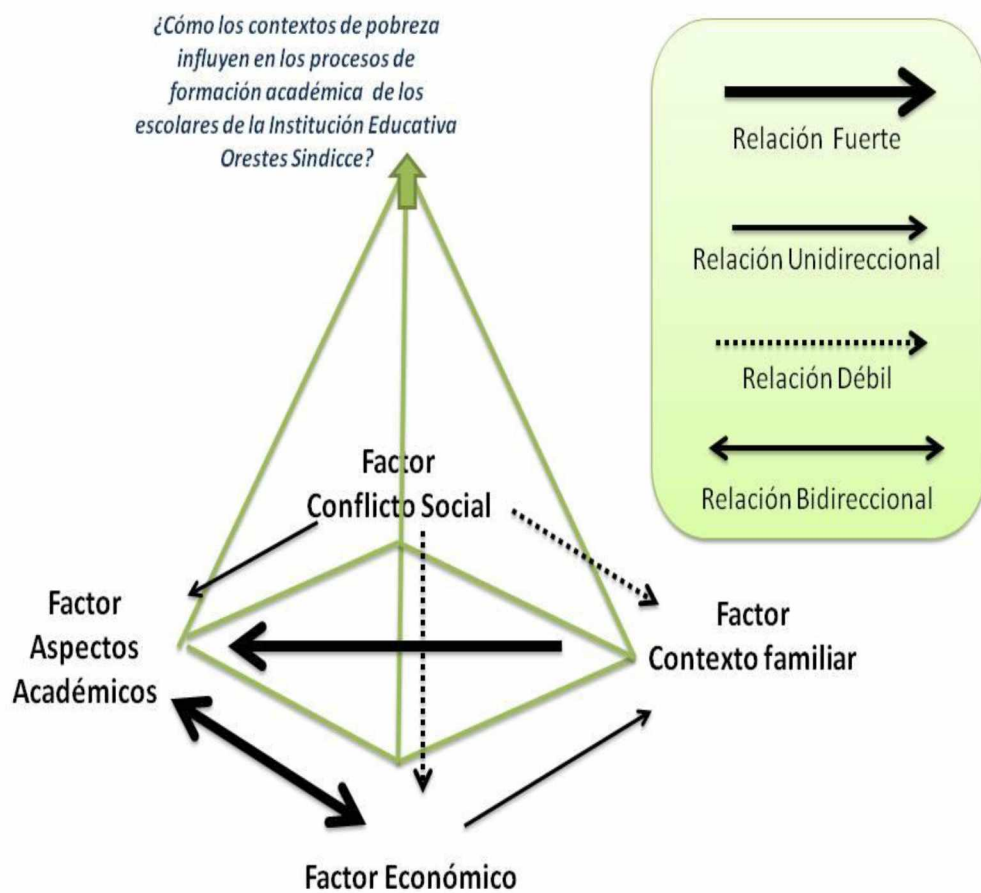 ¿Cómo los contextos de pobreza
influyen en los procesos de
formación académica de los
escolares de la Institución Educativa
Orestes Sindicce?
Relación Fuerte
Relación Unidireccional
Relación Débil
Relación Bidireccional
Factor
Conflicto Social
Factor
Aspectos
Académicos
Factor
Contexto familiar
Factor Económico